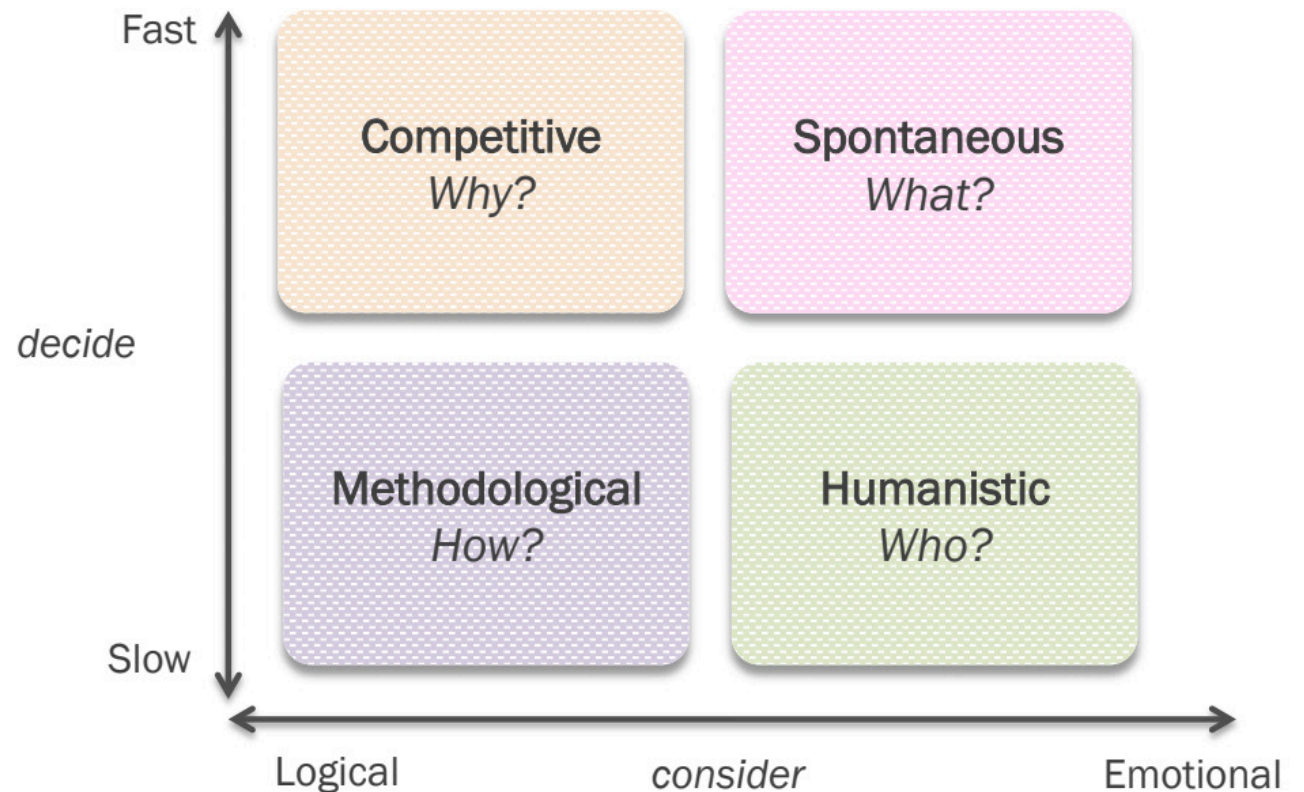 Fast
Competitive
Why?
Spontaneous
What?
decide
Methodological
How?
Humanistic
Who?
Slow
Logical
consider
Emotional